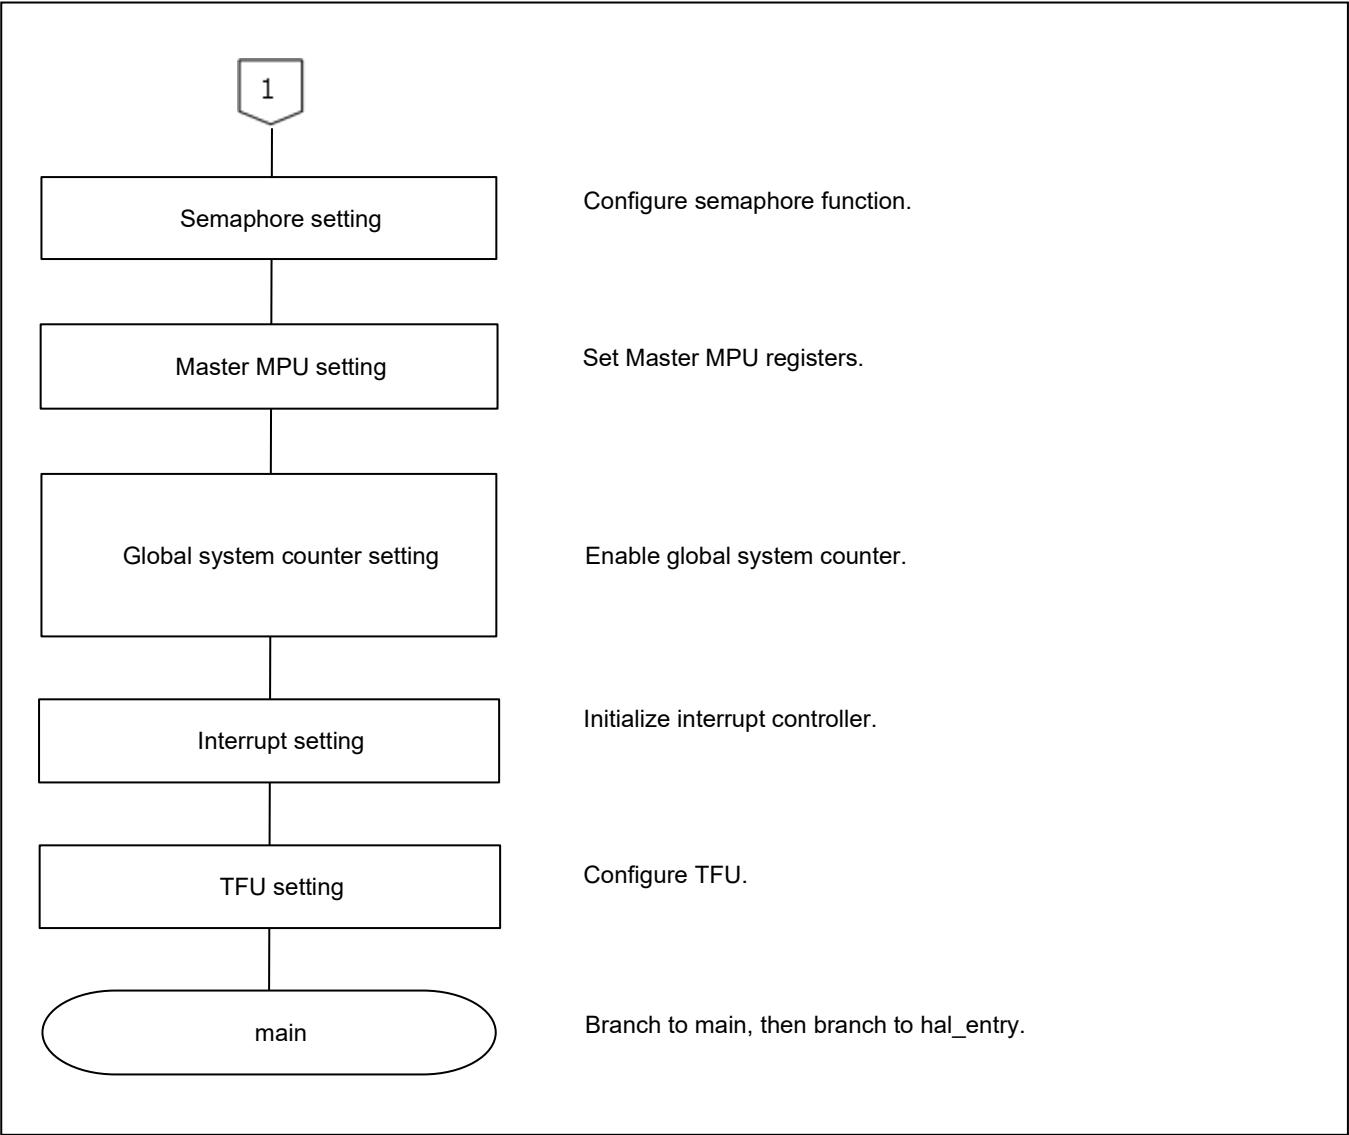 1
Semaphore setting
Configure semaphore function.
Master MPU setting
Set Master MPU registers.
Global system counter setting
Enable global system counter.
Interrupt setting
Initialize interrupt controller.
TFU setting
Configure TFU.
main
Branch to main, then branch to hal_entry.